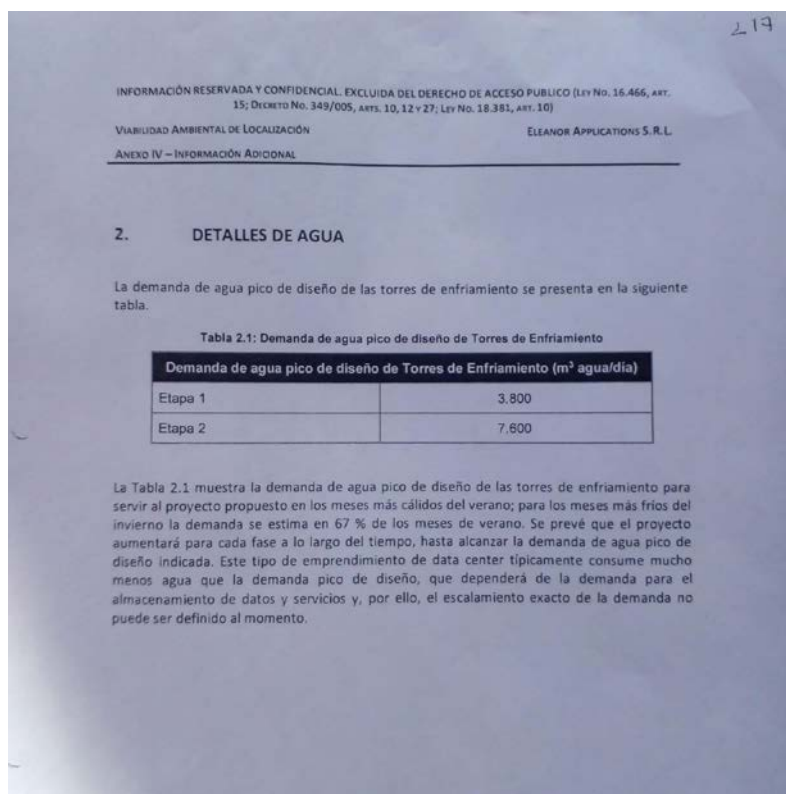 217
INFORMACIÓN RESERVADA Y CONFIDENCIAL. EXCLUIDA DEL DERECHO DE ACCESO PUBLICO (LEY NO. 16.466, ART.
15; DECRETO NO. 349/005, ARTS. 10, 12 Y 27; LEY NO. 18.381, ART. 10)
VIABILIDAD AMBIENTAL DE LOCALIZACIÓN ELEANOR APPLICATIONS S.R.L.
ANEXO IV – INFORMACIÓN ADICIONAL
2. DETALLES DE AGUA
La demanda de agua pico de diseño de las torres de enfriamiento se presenta en la siguiente
tabla.
Tabla 2.1: Demanda de agua pico de diseño de Torres de Enfriamiento
Demanda de agua pico de diseño de Torres de Enfriamiento (m³ agua/día)
Etapa 1 3.800
Etapa 2 7.600
La Tabla 2.1 muestra la demanda de agua pico de diseño de las torres de enfriamiento para
servir al proyecto propuesto en los meses más cálidos del verano; para los meses más fríos del
invierno la demanda se estima en 67 % de los meses de verano. Se prevé que el proyecto
aumentará para cada fase a lo largo del tiempo, hasta alcanzar la demanda de agua pico de
diseño indicada. Este tipo de emprendimiento de data center típicamente consume mucho
menos agua que la demanda pico de diseño, que dependerá de la demanda para el
almacenamiento de datos y servicios y, por ello, el escalamiento exacto de la demanda no
puede ser definido al momento.